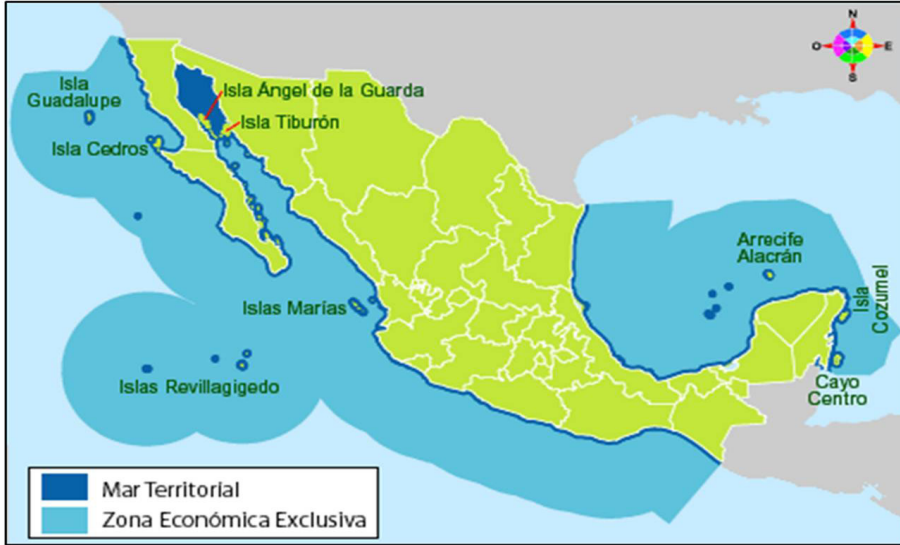 N
O
E
S
Isla
Guadalupe
Isla Ángel de la Guarda
Isla Tiburón
Isla Cedros
Arrecife
Alacrán
Isla
Cozumel
Islas Marías
Islas Revillagigedo
Cayo
Centro
Mar Territorial
Zona Económica Exclusiva